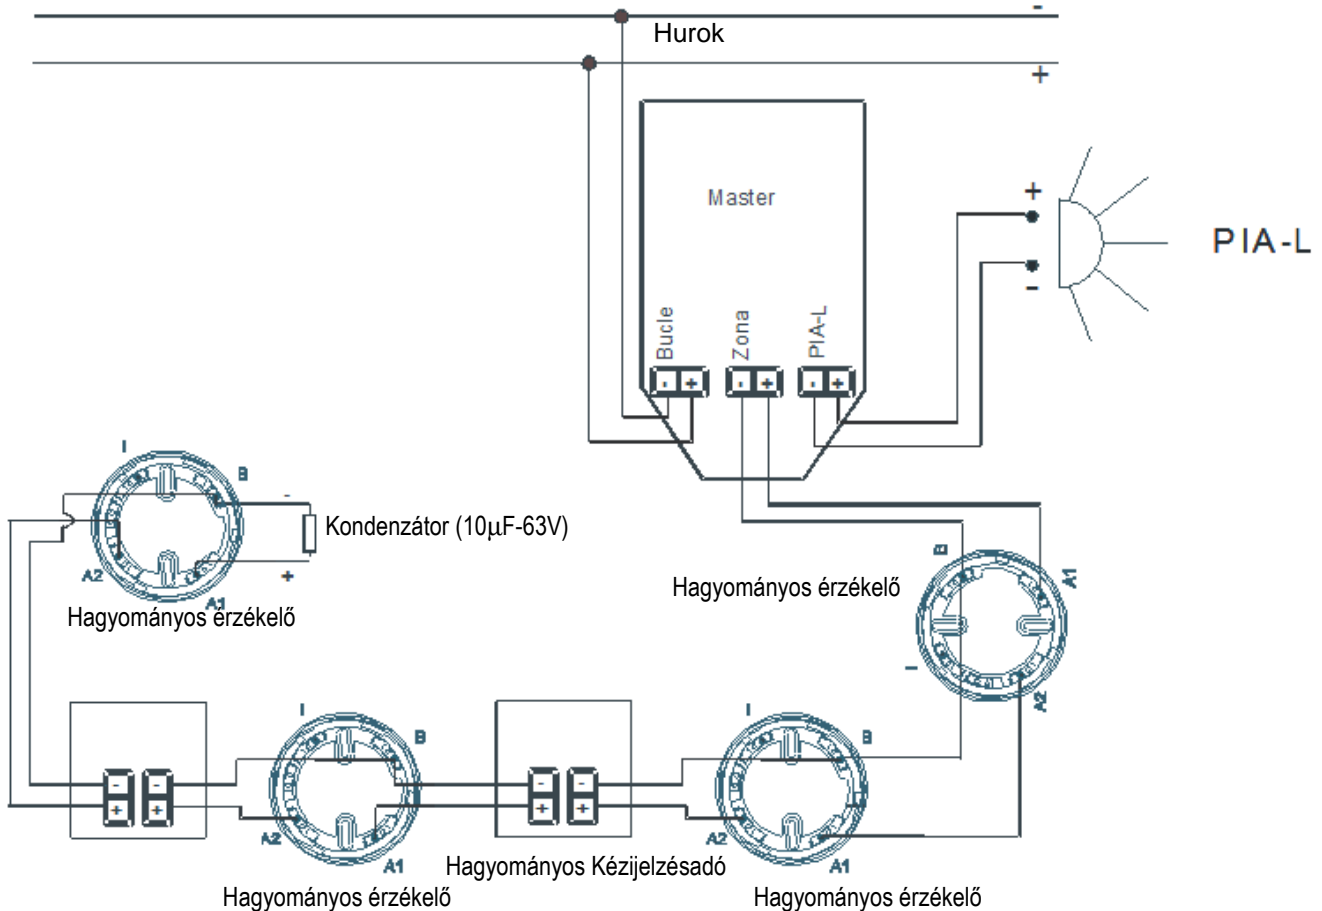 -
Hurok
+
Master
+
PIA-L
-
Bucle
Zona
PIA-L
- +
- +
- +
I
B
-
Kondenzátor (10µF-63V)
A2
+
A1
Hagyományos érzékelő
B
A1
Hagyományos érzékelő
I
A2
I
B
I
B
- -
+ +
- -
+ +
A2
A1
A2
A1
Hagyományos Kézijelzésadó
Hagyományos érzékelő
Hagyományos érzékelő